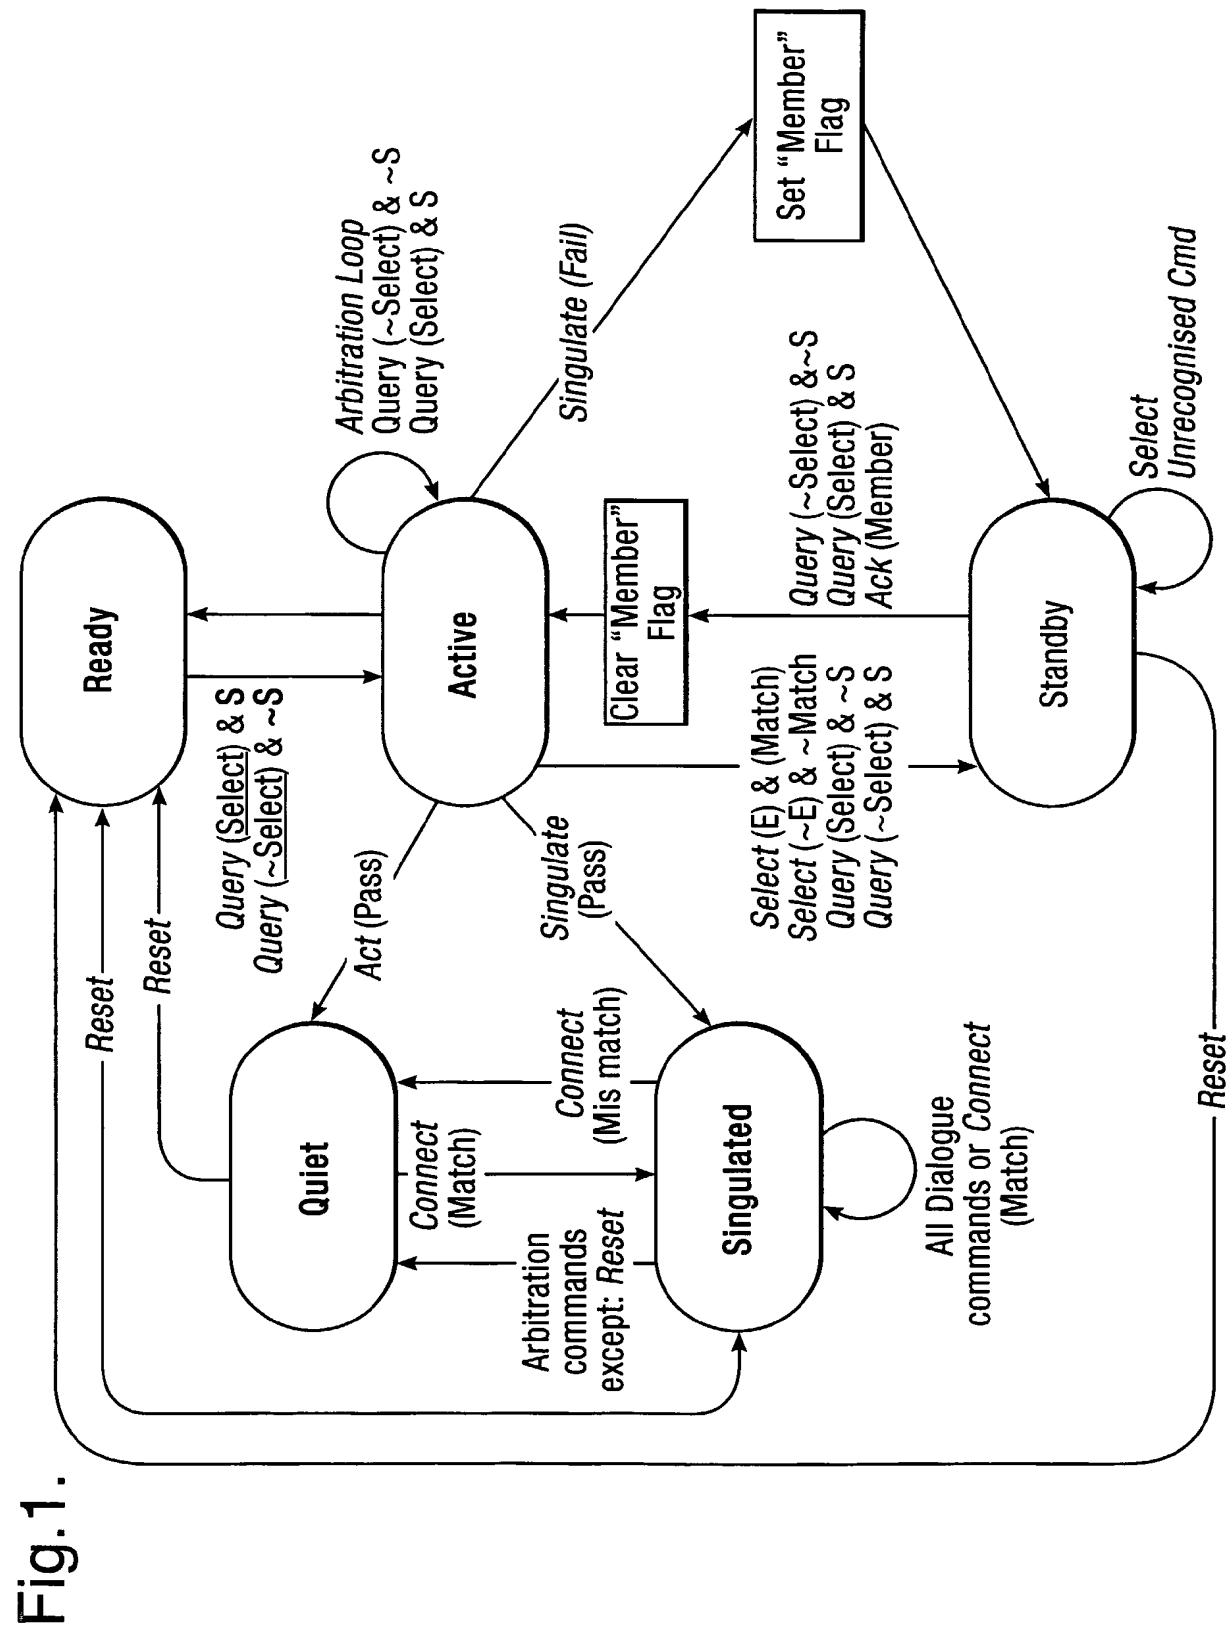 Fig.1.
Ready
Reset
Reset
Query (Select) & S
Query (~Select) & ~S
Arbitration Loop
Query (~Select) & ~S
Query (Select) & S
Quiet
Act (Pass)
Active
Singulate (Fail)
Connect
(Match)
Arbitration
commands
except: Reset
Connect
(Mis match)
Singulate
(Pass)
Clear “Member”
Flag
Set “Member”
Flag
Singulated
Select (E) & (Match)
Select (~E) & ~Match
Query (Select) & ~S
Query (~Select) & S
Query (~Select) &~S
Query (Select) & S
Ack (Member)
All Dialogue
commands or Connect
(Match)
Standby
Select
Unrecognised Cmd
Reset